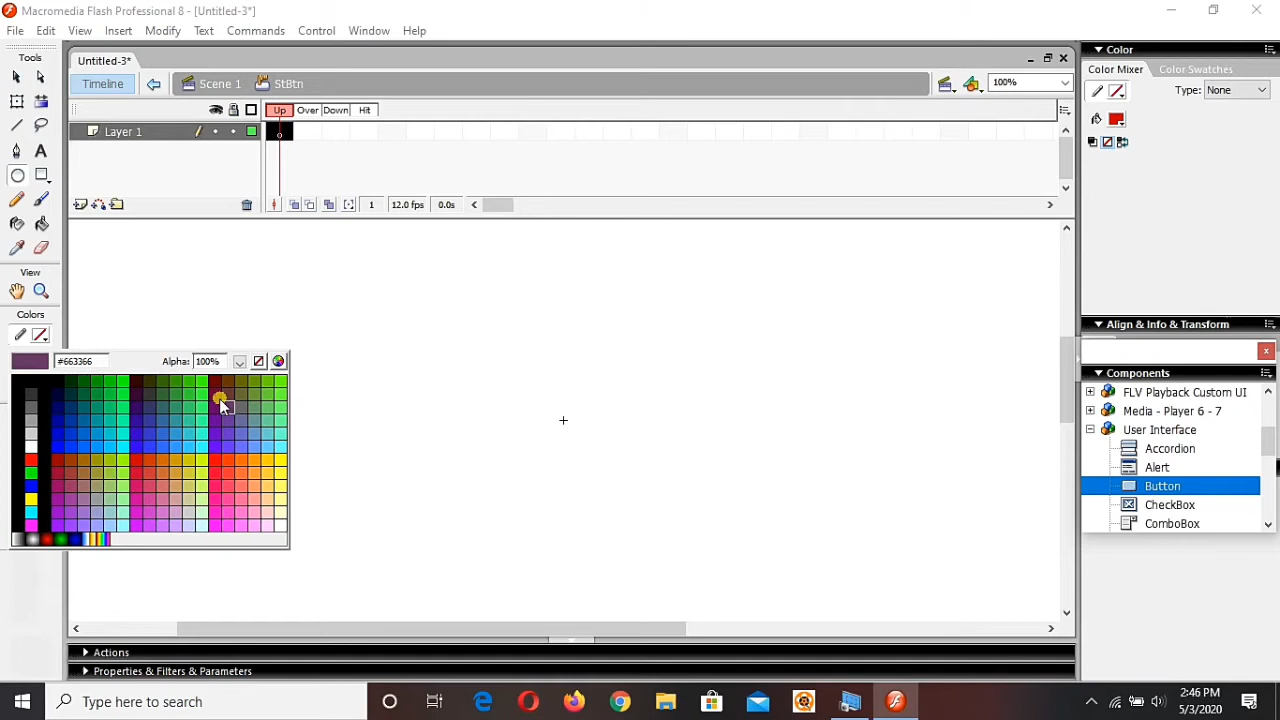 Macromedia Flash Professional 8 - [Untitled-3*]
File Edit View Insert Modify Text Commands Control Window Help
Tools
Untitled-3*
Timeline Scene 1 StBtn 100%
Up Over Down Hit
Layer 1
1 12.0 fps 0.0s
View
Colors
#663366 Alpha: 100%
Color
Color Mixer Color Swatches
Type: None
Align & Info & Transform
Components
FLV Playback Custom UI
Media - Player 6 - 7
User Interface
Accordion
Alert
Button
CheckBox
ComboBox
Actions
Properties & Filters & Parameters
Type here to search
2:46 PM
5/3/2020